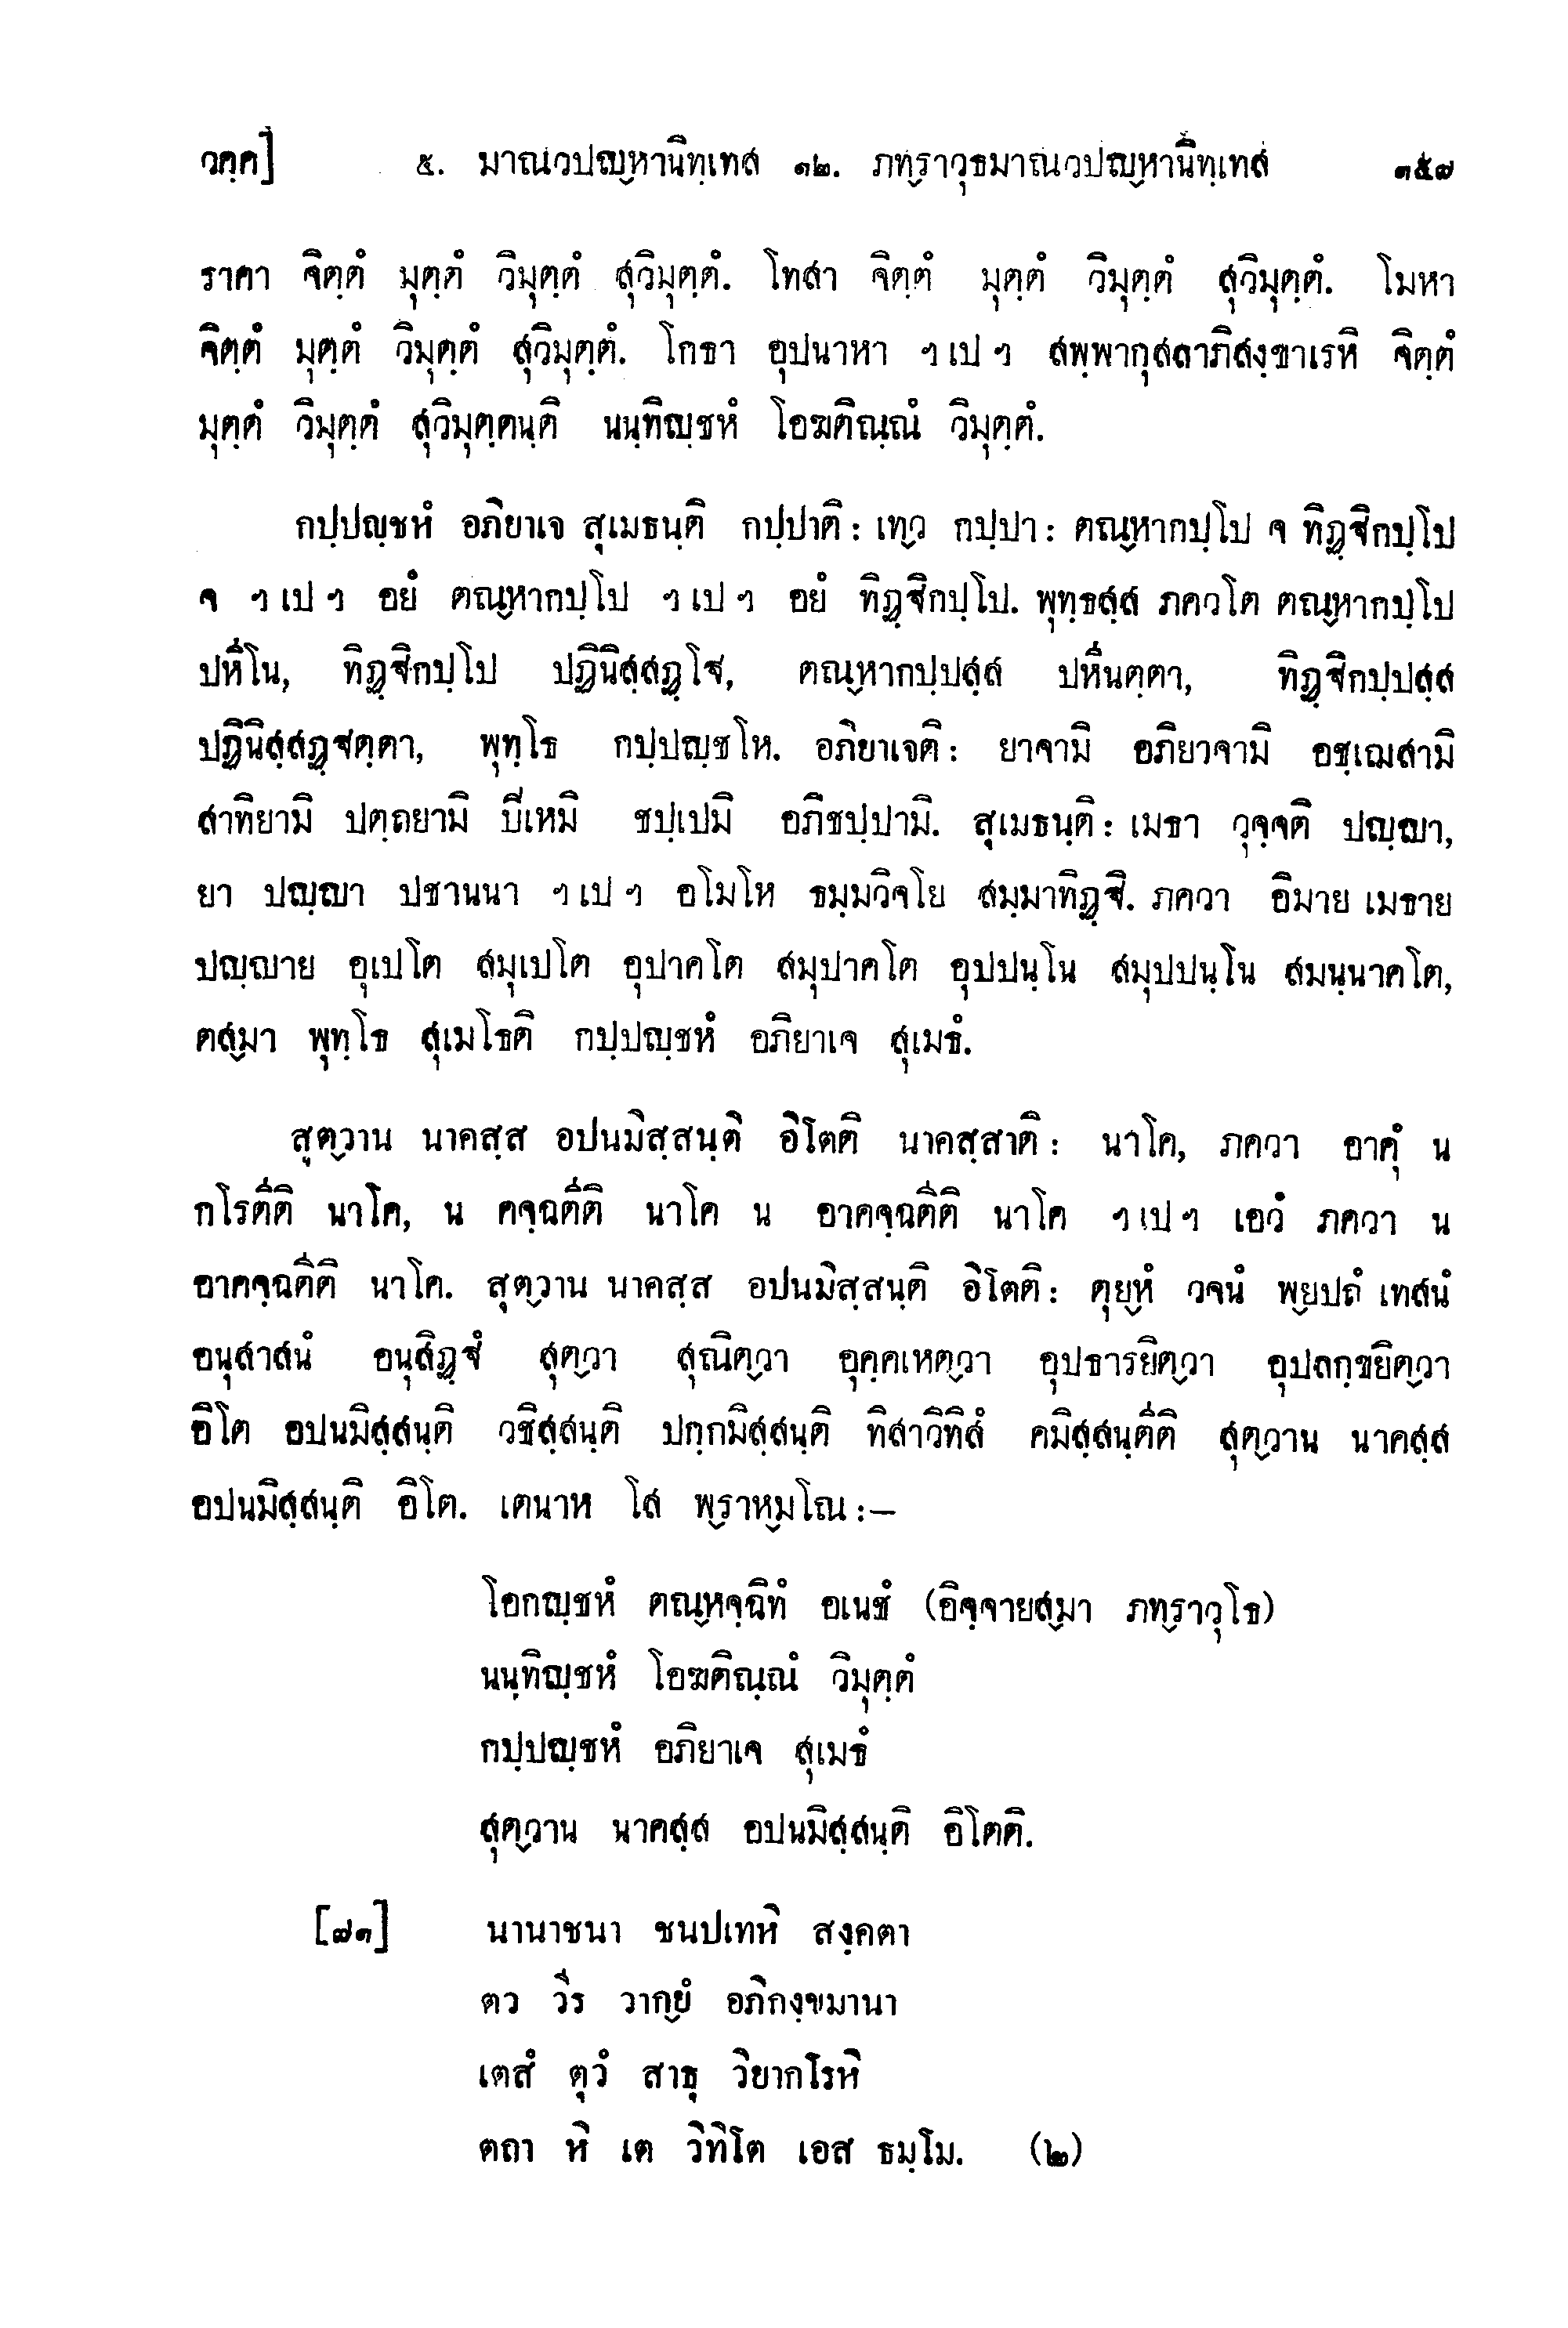 วคฺค]	๕. มาณวปญฺหานิทฺเทส ๑๒. ภทฺราวุธมาณวปญฺหานิทฺเทส	๑๕๗
ราคา จิตฺตํ มุตฺตํ วิมุตฺตํ สุวิมุตฺตํ. โทสา จิตฺตํ มุตฺตํ วิมุตฺตํ สุวิมุตฺตํ. โมหา
จิตฺตํ มุตฺตํ วิมุตฺตํ สุวิมุตฺตํ. โกธา อุปนาหา ฯ เป ฯ สพฺพากุสลาภิสงฺขาเรหิ จิตฺตํ
มุตฺตํ วิมุตฺตํ สุวิมุตฺตนฺติ นนฺทิญฺชหํ โอฆติณฺณํ วิมุตฺตํ.
กปฺปญฺชหํ อภิยาเจ สุเมธนฺติ กปฺปาติ: เทฺว กปฺปา: ตณฺหากปฺโป จ ทิฏฺฐิกปฺโป
จ ฯ เป ฯ อยํ ตณฺหากปฺโป ฯ เป ฯ อยํ ทิฏฺฐิกปฺโป. พุทฺธสฺส ภควโต ตณฺหากปฺโป
ปหีโน, ทิฏฺฐิกปฺโป ปฏินิสฺสฏฺโฐ, ตณฺหากปฺปสฺส ปหีนตฺตา, ทิฏฺฐิกปฺปสฺส
ปฏินิสฺสฏฺฐตฺตา, พุทฺโธ กปฺปญฺชโห. อภิยาเจติ: ยาจามิ อภิยาจามิ อชฺเฌสามิ
สาทิยามิ ปตฺถยามิ ปิเหมิ ชปฺเปมิ อภิชปฺปามิ. สุเมธนฺติ: เมธา วุจฺจติ ปญฺญา,
ยา ปญฺญา ปชานนา ฯ เป ฯ อโมโห ธมฺมวิจโย สมฺมาทิฏฺฐิ. ภควา อิมาย เมธาย
ปญฺญาย อุเปโต สมุเปโต อุปาคโต สมุปาคโต อุปปนฺโน สมุปปนฺโน สมนฺนาคโต,
ตสฺมา พุทฺโธ สุเมโธติ กปฺปญฺชหํ อภิยาเจ สุเมธํ.
สุตฺวาน นาคสฺส อปนมิสฺสนฺติ อิโตติ นาคสฺสาติ: นาโค, ภควา อาคุํ น
กโรตีติ นาโค, น คจฺฉตีติ นาโค น อาคจฺฉตีติ นาโค ฯ เป ฯ เอวํ ภควา น
อาคจฺฉตีติ นาโค. สุตฺวาน นาคสฺส อปนมิสฺสนฺติ อิโตติ: ตุยฺหํ วจนํ พฺยปถํ เทสนํ
อนุสาสนํ อนุสิฏฺฐํ สุตฺวา สุณิตฺวา อุคฺคเหตฺวา อุปธารยิตฺวา อุปลกฺขยิตฺวา
อิโต อปนมิสฺสนฺติ วชิสฺสนฺติ ปกฺกมิสฺสนฺติ ทิสาวิทิสํ คมิสฺสนฺตีติ สุตฺวาน นาคสฺส
อปนมิสฺสนฺติ อิโต. เตนาห โส พฺราหฺมโณ :–
โอกญฺชหํ ตณฺหจฺฉิทํ อเนชํ (อิจฺจายสฺมา ภทฺราวุโธ)
นนฺทิญฺชหํ โอฆติณฺณํ วิมุตฺตํ
กปฺปญฺชหํ อภิยาเจ สุเมธํ
สุตฺวาน นาคสฺส อปนมิสฺสนฺติ อิโตติ.
[๗๑]	นานาชนา ชนปเทหิ สงฺคตา
ตว วีร วากฺยํ อภิกงฺขมานา
เตสํ ตุวํ สาธุ วิยากโรหิ
ตถา หิ เต วิทิโต เอส ธมฺโม.	(๒)